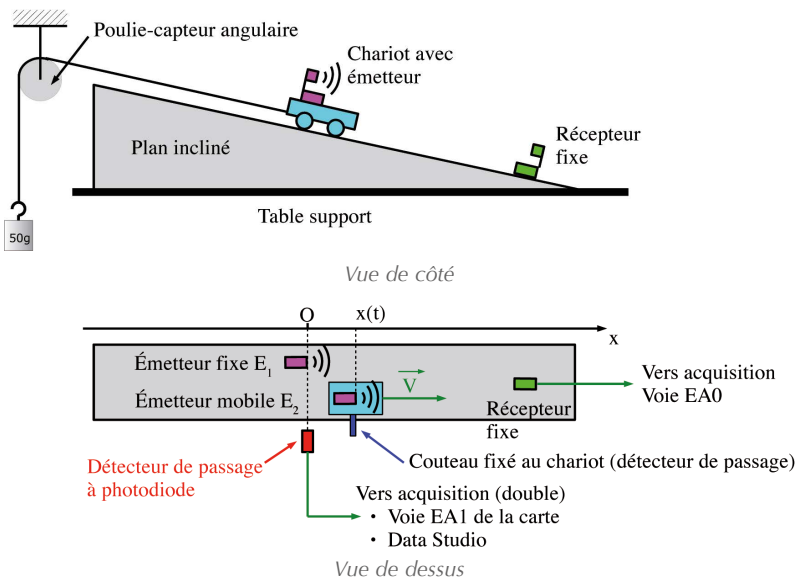 Poulie-capteur angulaire
Chariot avec
émetteur
Plan incliné
Récepteur
fixe
50g
Table support
Vue de côté
O
x(t)
x
Émetteur fixe E1
V
Vers acquisition
Voie EA0
Émetteur mobile E2
Récepteur
fixe
Détecteur de passage
à photodiode
Couteau fixé au chariot (détecteur de passage)
Vers acquisition (double)
· Voie EA1 de la carte
· Data Studio
Vue de dessus